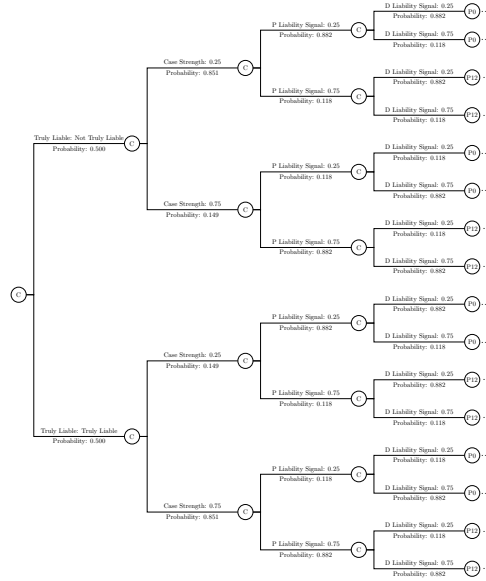 D Liability Signal: 0.25
Probability: 0.882
P0
P Liability Signal: 0.25
Probability: 0.882
C
D Liability Signal: 0.75
Probability: 0.118
P0
Case Strength: 0.25
Probability: 0.851
C
D Liability Signal: 0.25
Probability: 0.882
P12
P Liability Signal: 0.75
Probability: 0.118
C
D Liability Signal: 0.75
Probability: 0.118
P12
Truly Liable: Not Truly Liable
Probability: 0.500
C
D Liability Signal: 0.25
Probability: 0.118
P0
P Liability Signal: 0.25
Probability: 0.118
C
D Liability Signal: 0.75
Probability: 0.882
P0
Case Strength: 0.75
Probability: 0.149
C
D Liability Signal: 0.25
Probability: 0.118
P12
P Liability Signal: 0.75
Probability: 0.882
C
D Liability Signal: 0.75
Probability: 0.882
P12
C
D Liability Signal: 0.25
Probability: 0.882
P0
P Liability Signal: 0.25
Probability: 0.882
C
D Liability Signal: 0.75
Probability: 0.118
P0
Case Strength: 0.25
Probability: 0.149
C
D Liability Signal: 0.25
Probability: 0.882
P12
P Liability Signal: 0.75
Probability: 0.118
C
D Liability Signal: 0.75
Probability: 0.118
P12
Truly Liable: Truly Liable
Probability: 0.500
C
D Liability Signal: 0.25
Probability: 0.118
P0
P Liability Signal: 0.25
Probability: 0.118
C
D Liability Signal: 0.75
Probability: 0.882
P0
Case Strength: 0.75
Probability: 0.851
C
D Liability Signal: 0.25
Probability: 0.118
P12
P Liability Signal: 0.75
Probability: 0.882
C
D Liability Signal: 0.75
Probability: 0.882
P12